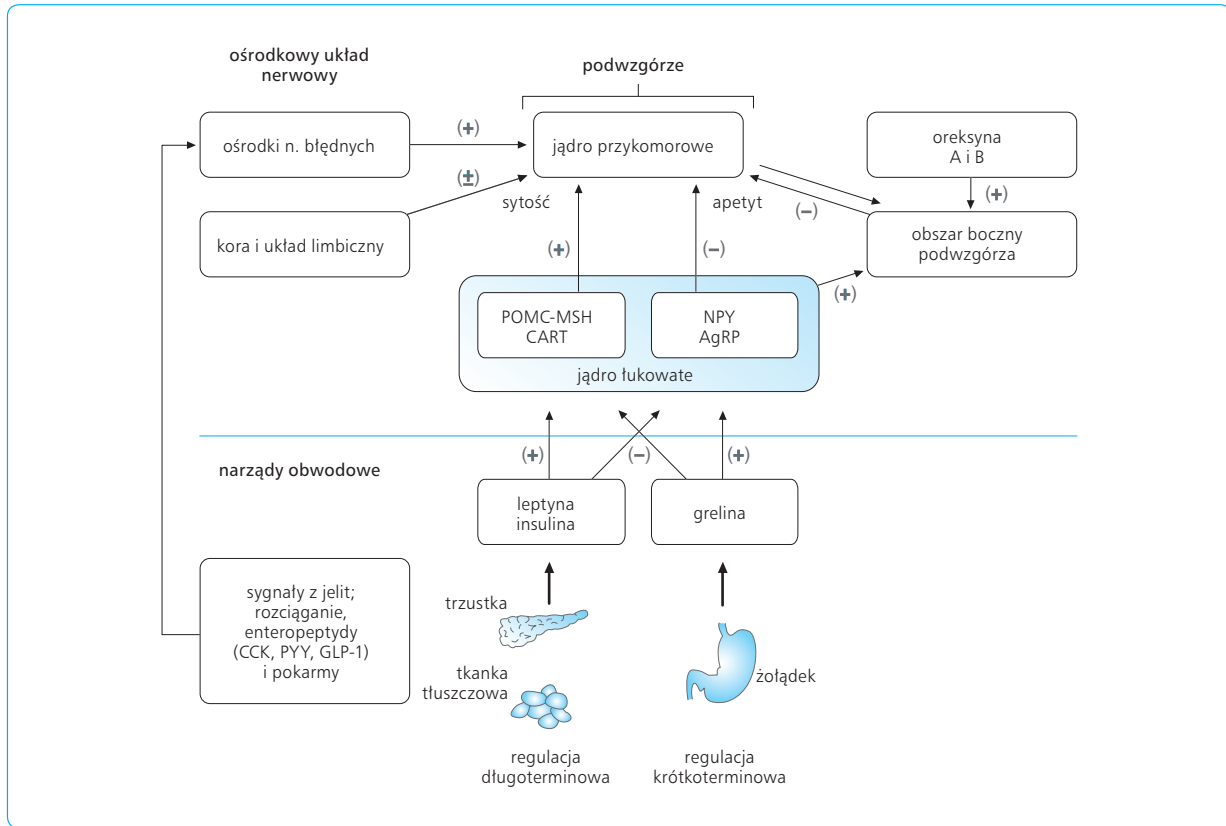 ośrodkowy układ
nerwowy
podwzgórze
ośrodki n. błędnych
(+)
jądro przykomorowe
oreksyna
A i B
(±)
(+)
kora i układ limbiczny
sytość
apetyt
(−)
obszar boczny
podwzgórza
(+)
(−)
(+)
POMC-MSH
CART
NPY
AgRP
jądro łukowate
narządy obwodowe
(+)
(−)
(+)
leptyna
insulina
grelina
sygnały z jelit;
rozciąganie,
enteropeptydy
(CCK, PYY, GLP-1)
i pokarmy
trzustka
tkanka
tłuszczowa
żołądek
regulacja
długoterminowa
regulacja
krótkoterminowa